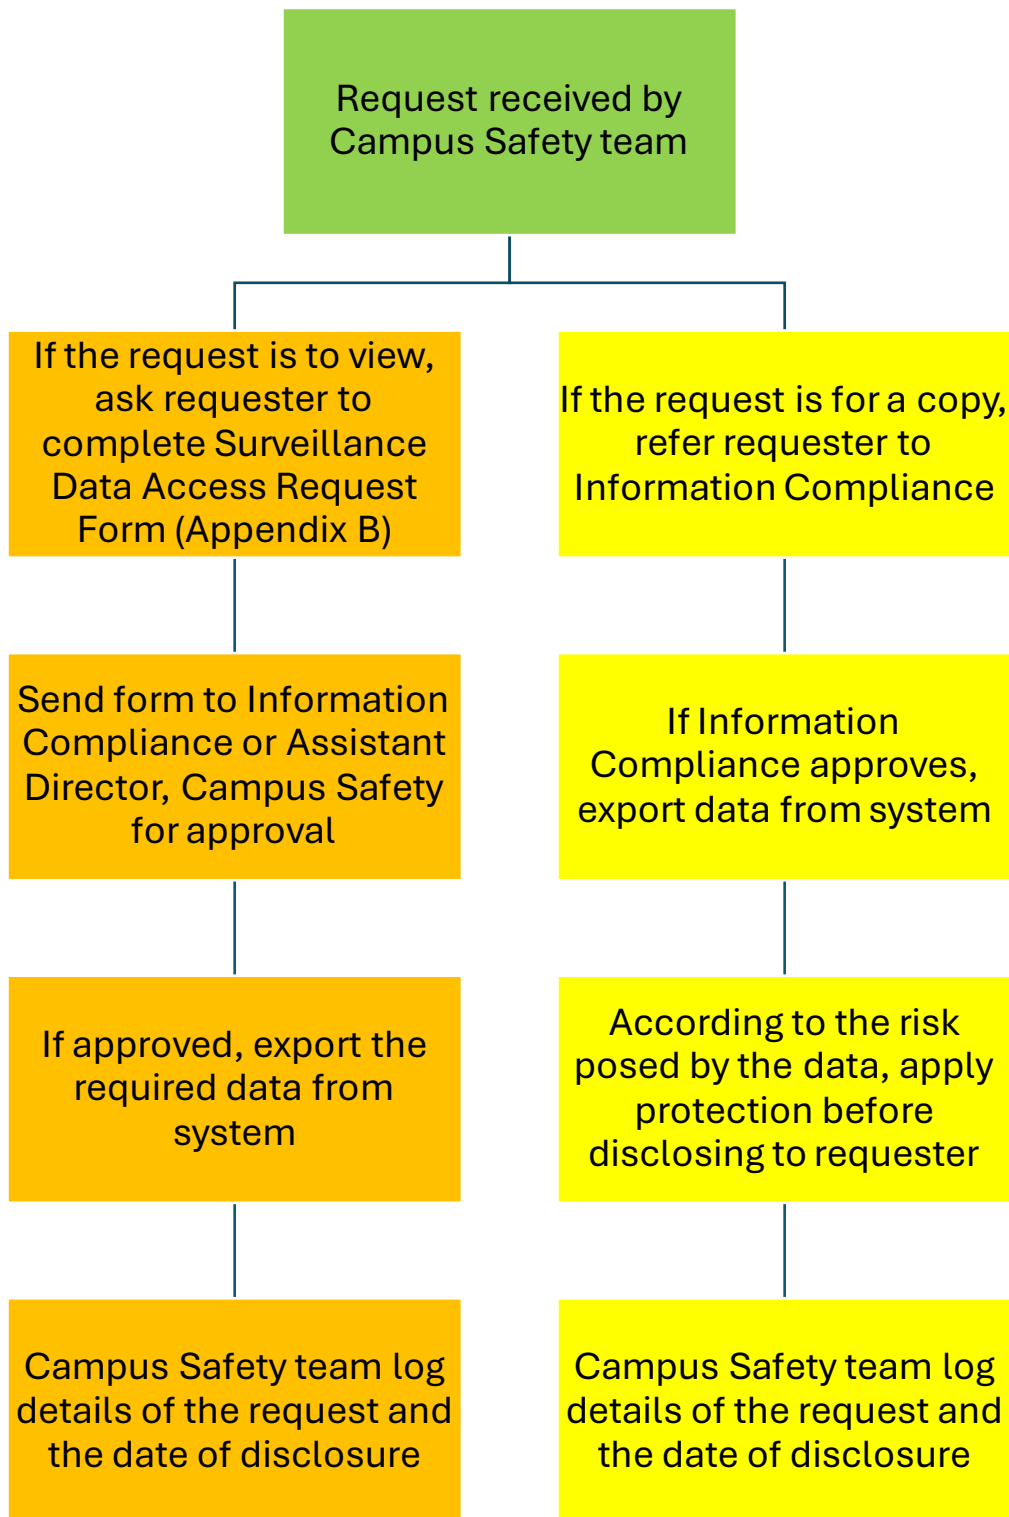 Request received by
Campus Safety team
If the request is to view,
ask requester to
complete Surveillance
Data Access Request
Form (Appendix B)
Send form to Information
Compliance or Assistant
Director, Campus Safety
for approval
If approved, export the
required data from
system
Campus Safety team log
details of the request and
the date of disclosure
If the request is for a copy,
refer requester to
Information Compliance
If Information
Compliance approves,
export data from system
According to the risk
posed by the data, apply
protection before
disclosing to requester
Campus Safety team log
details of the request and
the date of disclosure